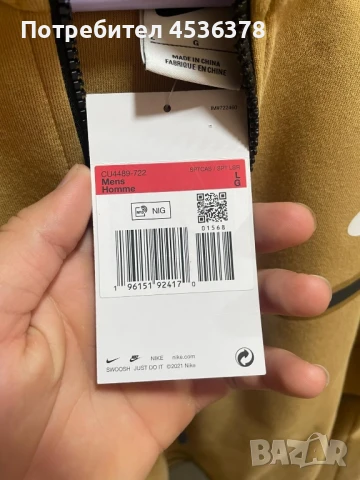 Потребител 4536378
G
MADE IN CHINA
FABRIQUÉ EN CHINE
CU4489-722
Mens
Homme
L
G
NIG
01568
1 96151 92417 0
NIKE nike.com
SWOOSH JUST DO IT ©2021 Nike
BAZAR